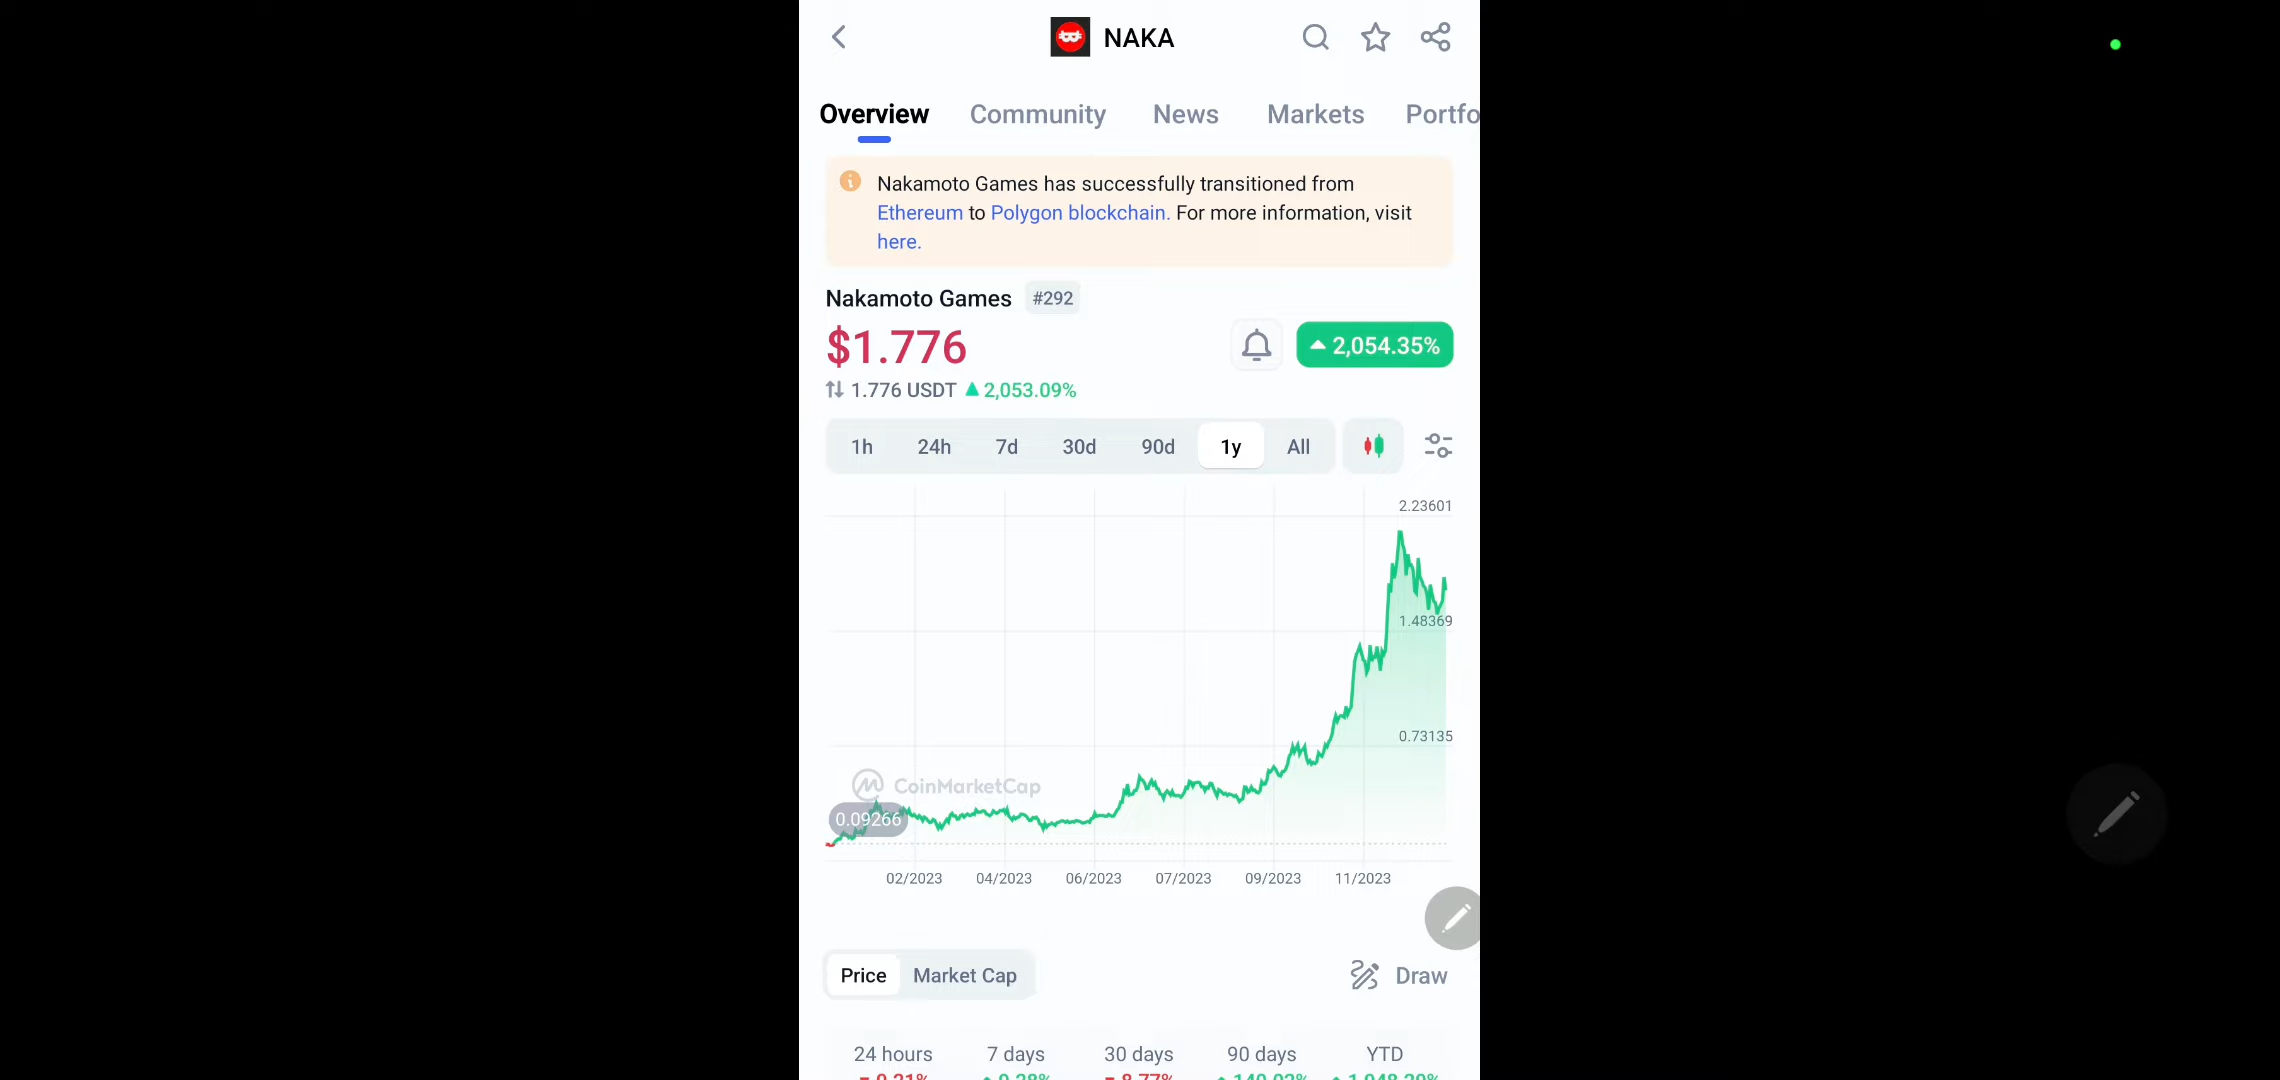 NAKA
Overview Community News Markets Portfo
Nakamoto Games has successfully transitioned from
Ethereum to Polygon blockchain. For more information, visit
here.
Nakamoto Games #292
$1.776
2,054.35%
1.776 USDT 2,053.09%
1h 24h 7d 30d 90d 1y All
2.23601
1.48369
0.73135
CoinMarketCap
0.09266
02/2023 04/2023 06/2023 07/2023 09/2023 11/2023
Price Market Cap Draw
24 hours 7 days 30 days 90 days YTD